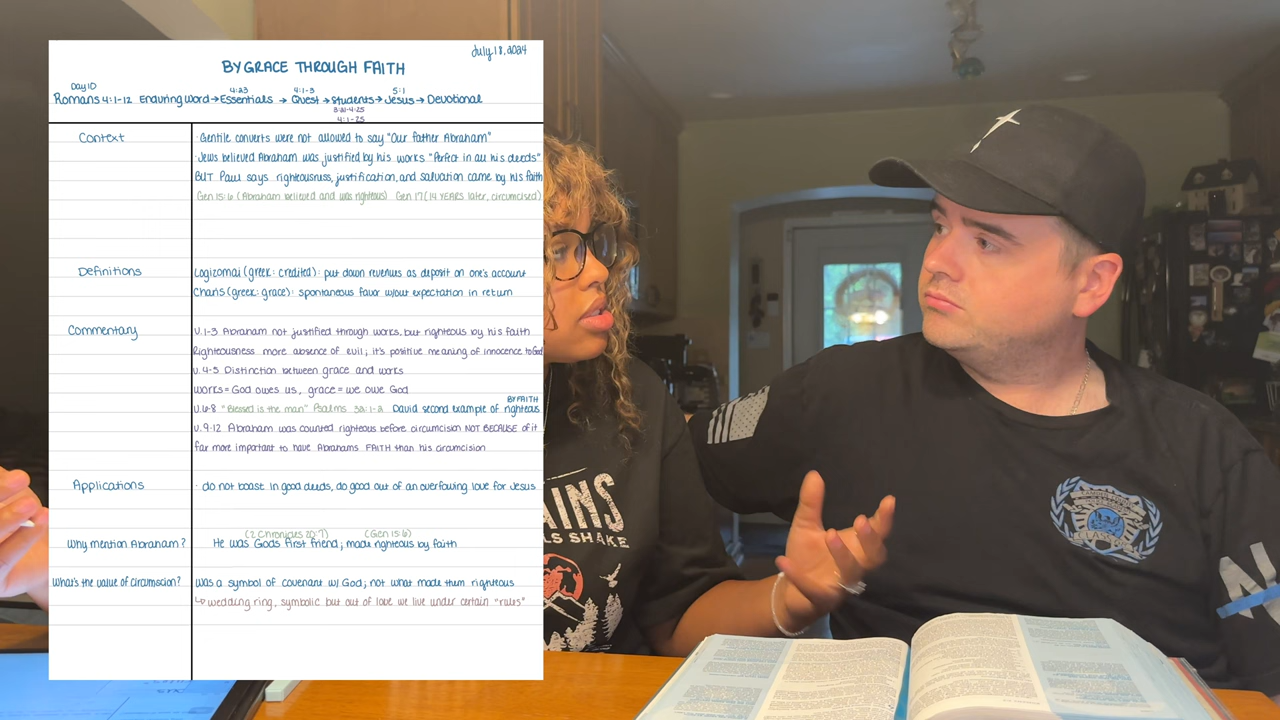 July 18, 2024
BY GRACE THROUGH FAITH
Day 10
4:23
4:1-3
5:1
Romans 4:1-12 Enduring Word → Essentials → Quest → Students → Jesus → Devotional
3:21-4:25
4:1-25
Context
· Gentile converts were not allowed to say "Our father Abraham"
· Jews believed Abraham was justified by his works "Perfect in all his deeds"
BUT Paul says righteousness, justification, and salvation came by his faith
Gen 15:6 (Abraham believed and was righteous) Gen 17 (14 YEARS later, circumcised)
Definitions
Logizomai (greek: credited): put down revenues as deposit on one's account
Charis (greek: grace): spontaneous favor w/out expectation in return
Commentary
V.1-3 Abraham not justified through works, but righteous by his faith
Righteousness more absence of evil; it's positive meaning of innocence to God
V.4-5 Distinction between grace and works
works = God owes us, grace = we owe God
BY FAITH
V.6-8 "Blessed is the man" Psalms 32:1-2 David second example of righteous
V.9-12 Abraham was counted righteous before circumcision NOT BECAUSE of it
far more important to have Abrahams FAITH than his circumcision
Applications
· do not boast in good deeds, do good out of an overflowing love for Jesus
(2 Chronicles 20:7) (Gen 15:6)
Why mention Abraham?
He was Gods first friend; made righteous by faith
What's the value of circumscion?
was a symbol of covenant w/ God; not what made them righteous
↳ wedding ring, symbolic but out of love we live under certain "rules"
AINS
LS SHAKE